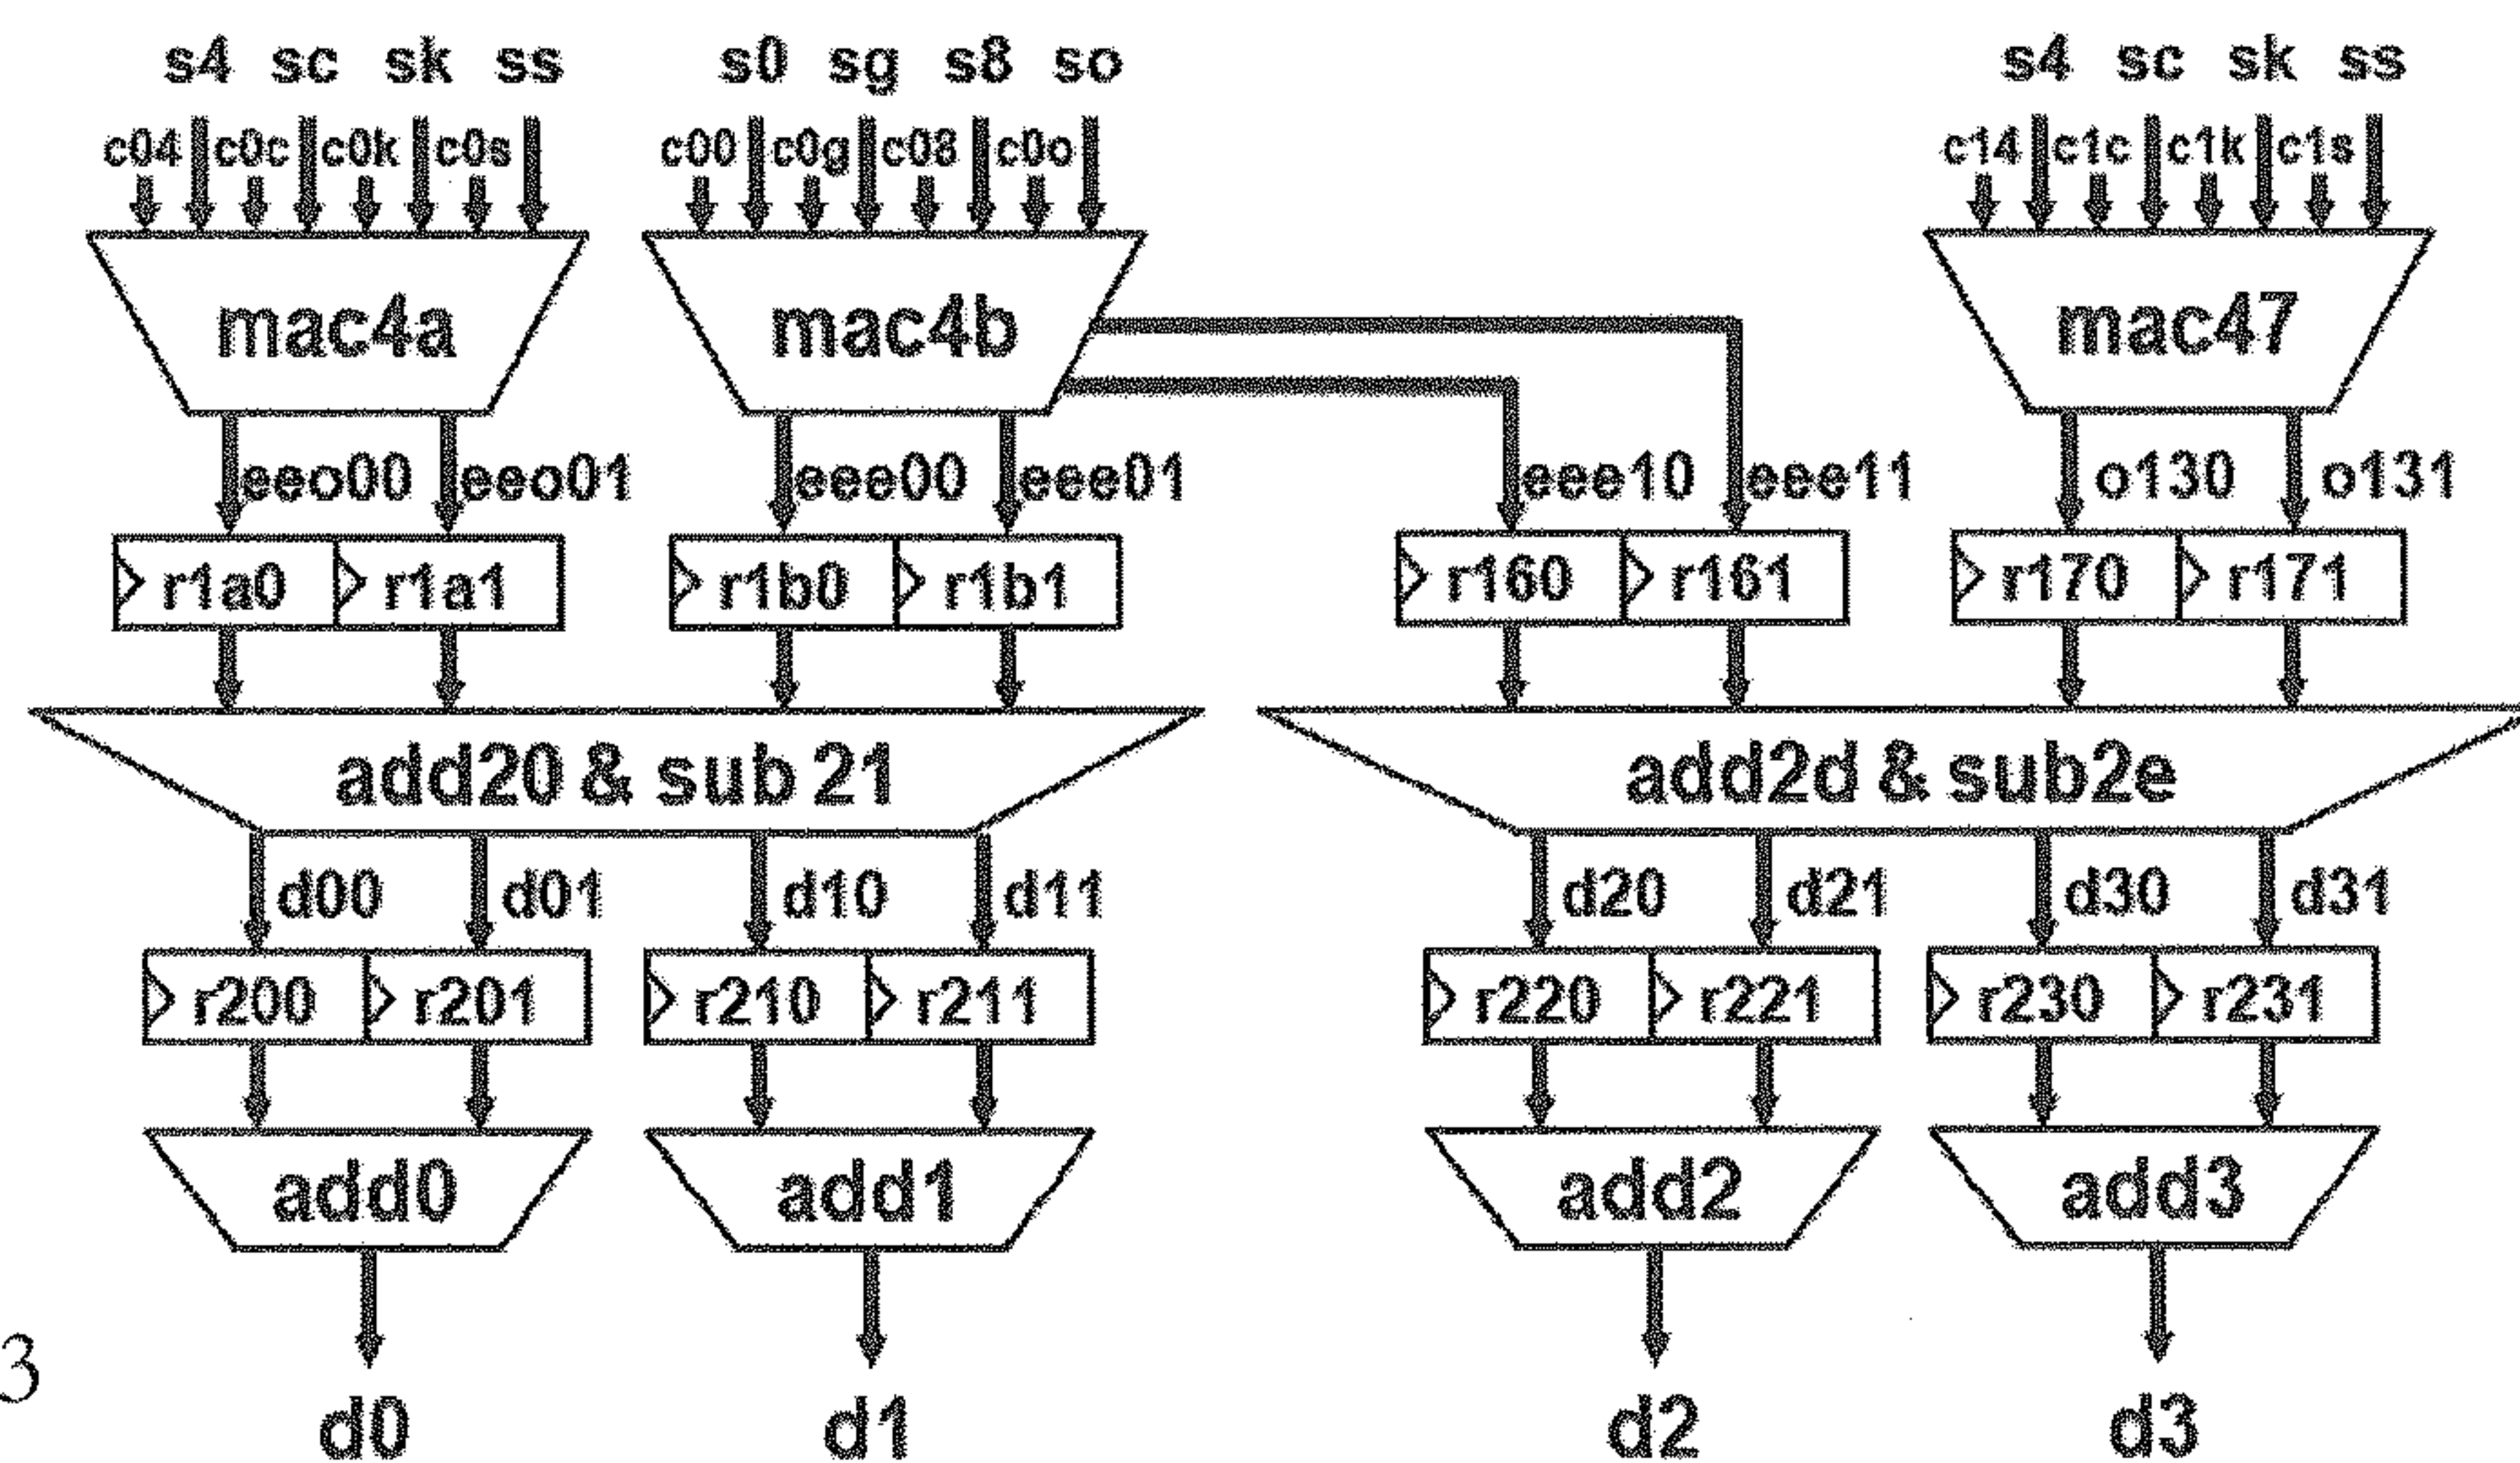 s4 sc sk ss s0 sg s8 so s4 sc sk ss
c04 c0c c0k c0s c00 c0g c08 c0o c14 c1c c1k c1s
mac4a mac4b mac47
eeo00 eeo01 eee00 eee01 eee10 eee11 o130 o131
r1a0 r1a1 r1b0 r1b1 r160 r161 r170 r171
add20 & sub 21 add2d & sub2e
d00 d01 d10 d11 d20 d21 d30 d31
r200 r201 r210 r211 r220 r221 r230 r231
add0 add1 add2 add3
3
d0 d1 d2 d3